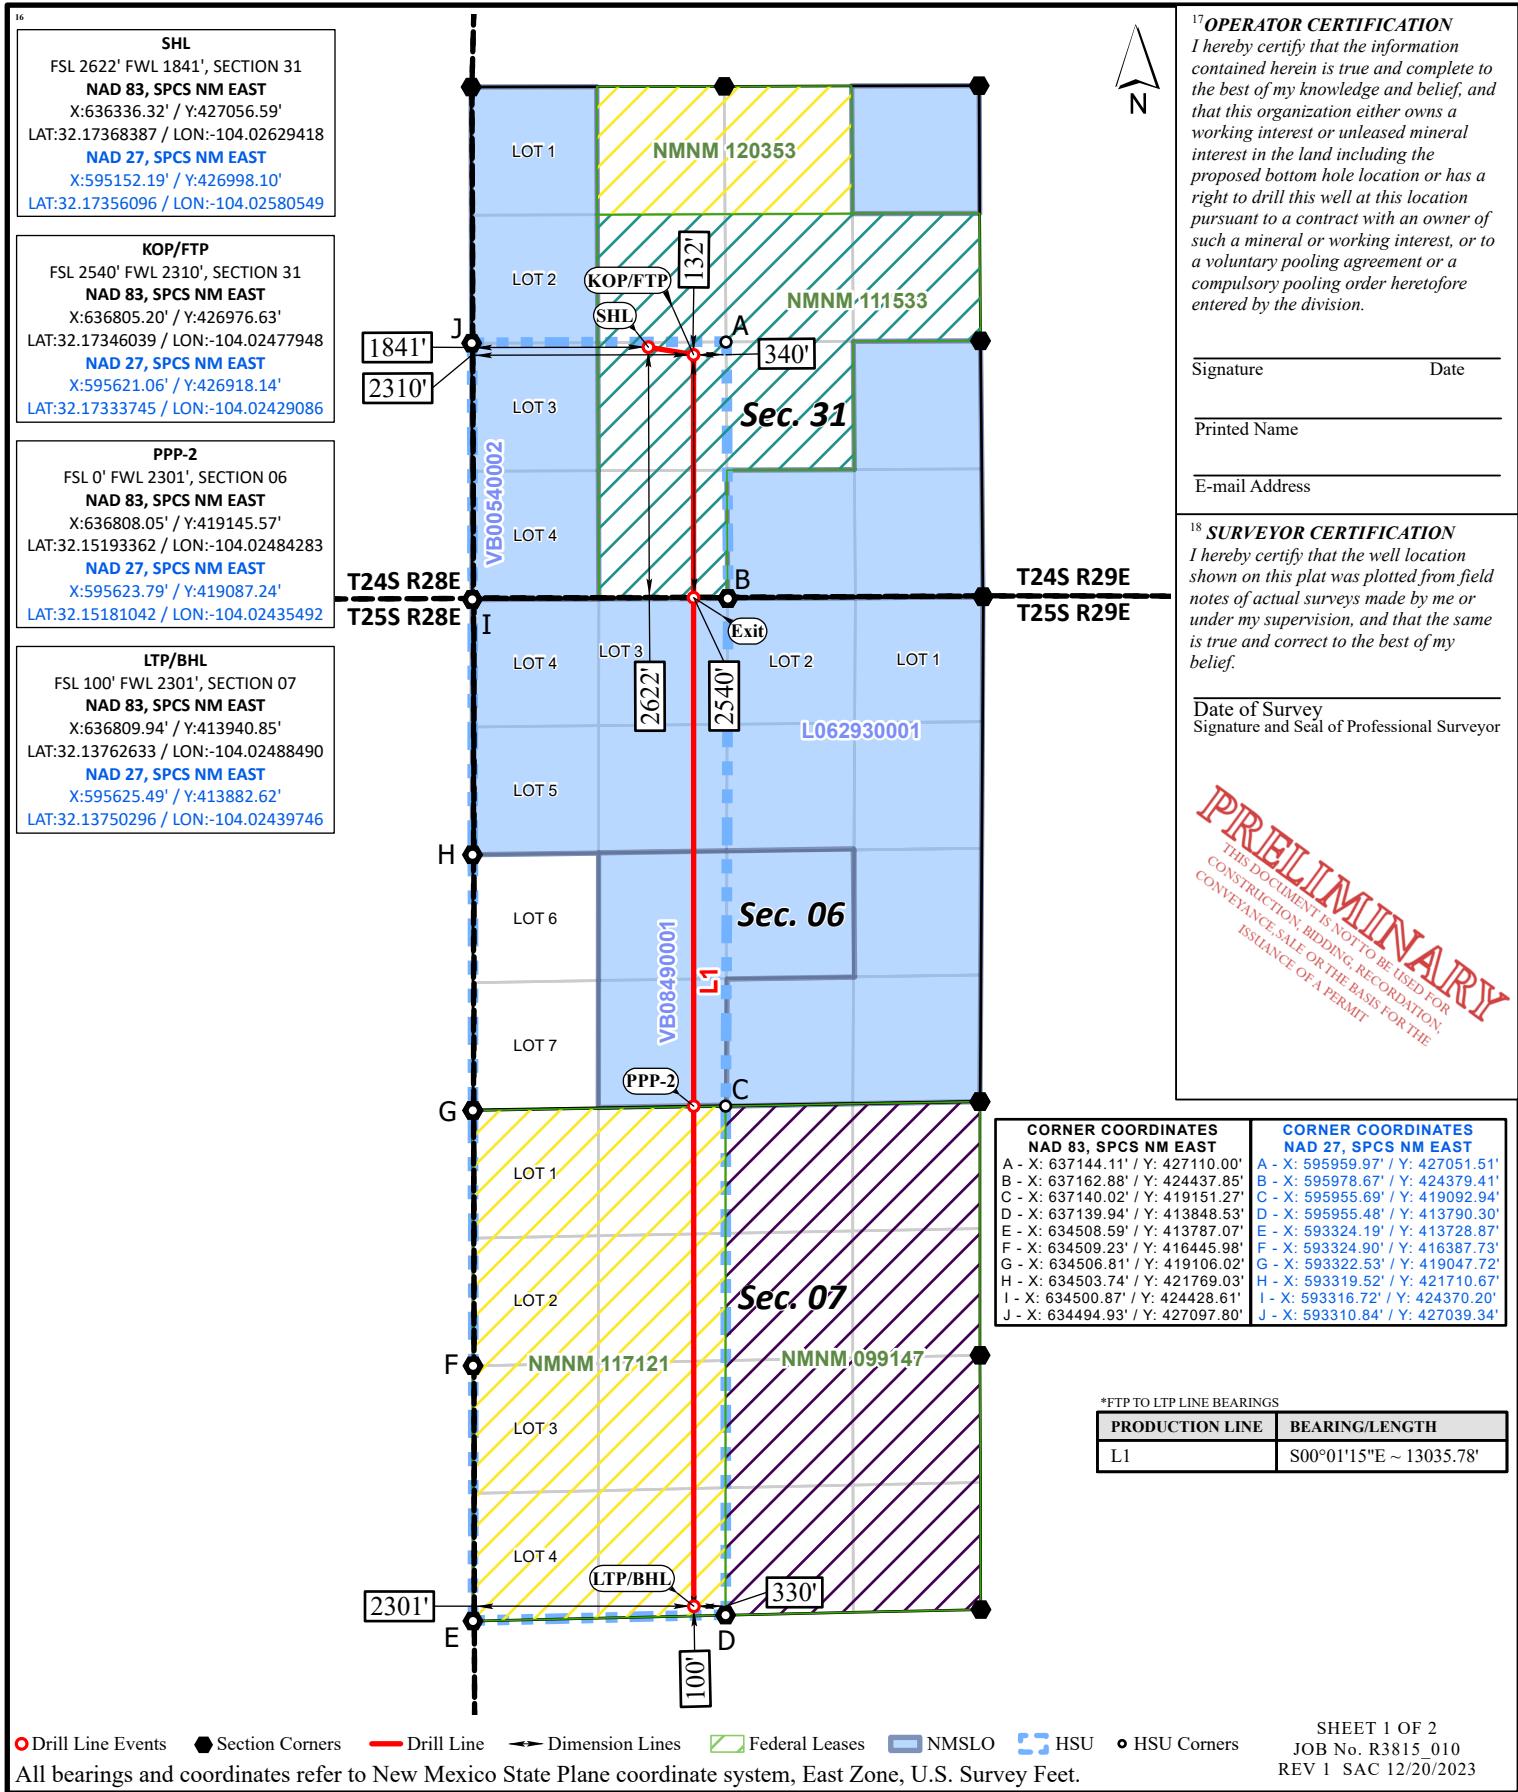 16
SHL
FSL 2622' FWL 1841', SECTION 31
NAD 83, SPCS NM EAST
X:636336.32' / Y:427056.59'
LAT:32.17368387 / LON:-104.02629418
NAD 27, SPCS NM EAST
X:595152.19' / Y:426998.10'
LAT:32.17356096 / LON:-104.02580549
KOP/FTP
FSL 2540' FWL 2310', SECTION 31
NAD 83, SPCS NM EAST
X:636805.20' / Y:426976.63'
LAT:32.17346039 / LON:-104.02477948
NAD 27, SPCS NM EAST
X:595621.06' / Y:426918.14'
LAT:32.17333745 / LON:-104.02429086
PPP-2
FSL 0' FWL 2301', SECTION 06
NAD 83, SPCS NM EAST
X:636808.05' / Y:419145.57'
LAT:32.15193362 / LON:-104.02484283
NAD 27, SPCS NM EAST
X:595623.79' / Y:419087.24'
LAT:32.15181042 / LON:-104.02435492
LTP/BHL
FSL 100' FWL 2301', SECTION 07
NAD 83, SPCS NM EAST
X:636809.94' / Y:413940.85'
LAT:32.13762633 / LON:-104.02488490
NAD 27, SPCS NM EAST
X:595625.49' / Y:413882.62'
LAT:32.13750296 / LON:-104.02439746
N
LOT 1
NMNM 120353
LOT 2
KOP/FTP
132'
NMNM 111533
SHL
J
A
1841'
340'
2310'
LOT 3
Sec. 31
VB00540002
LOT 4
T24S R28E
B
T24S R29E
T25S R28E
I
T25S R29E
Exit
LOT 4
LOT 3
LOT 2
LOT 1
2622'
2540'
L062930001
LOT 5
H
LOT 6
Sec. 06
VB08490001
L1
LOT 7
PPP-2
C
G
LOT 1
LOT 2
Sec. 07
F
NMNM 117121
NMNM 099147
LOT 3
LOT 4
LTP/BHL
2301'
330'
E
D
100'
17 OPERATOR CERTIFICATION
I hereby certify that the information
contained herein is true and complete to
the best of my knowledge and belief, and
that this organization either owns a
working interest or unleased mineral
interest in the land including the
proposed bottom hole location or has a
right to drill this well at this location
pursuant to a contract with an owner of
such a mineral or working interest, or to
a voluntary pooling agreement or a
compulsory pooling order heretofore
entered by the division.
Signature Date
Printed Name
E-mail Address
18 SURVEYOR CERTIFICATION
I hereby certify that the well location
shown on this plat was plotted from field
notes of actual surveys made by me or
under my supervision, and that the same
is true and correct to the best of my
belief.
Date of Survey
Signature and Seal of Professional Surveyor
PRELIMINARY
THIS DOCUMENT IS NOT TO BE USED FOR
CONSTRUCTION, BIDDING, RECORDATION,
CONVEYANCE, SALE OR THE BASIS FOR THE
ISSUANCE OF A PERMIT
CORNER COORDINATES
NAD 83, SPCS NM EAST
A - X: 637144.11' / Y: 427110.00'
B - X: 637162.88' / Y: 424437.85'
C - X: 637140.02' / Y: 419151.27'
D - X: 637139.94' / Y: 413848.53'
E - X: 634508.59' / Y: 413787.07'
F - X: 634509.23' / Y: 416445.98'
G - X: 634506.81' / Y: 419106.02'
H - X: 634503.74' / Y: 421769.03'
I - X: 634500.87' / Y: 424428.61'
J - X: 634494.93' / Y: 427097.80'
CORNER COORDINATES
NAD 27, SPCS NM EAST
A - X: 595959.97' / Y: 427051.51'
B - X: 595978.67' / Y: 424379.41'
C - X: 595955.69' / Y: 419092.94'
D - X: 595955.48' / Y: 413790.30'
E - X: 593324.19' / Y: 413728.87'
F - X: 593324.90' / Y: 416387.73'
G - X: 593322.53' / Y: 419047.72'
H - X: 593319.52' / Y: 421710.67'
I - X: 593316.72' / Y: 424370.20'
J - X: 593310.84' / Y: 427039.34'
*FTP TO LTP LINE BEARINGS
PRODUCTION LINE BEARING/LENGTH
L1 S00°01'15"E ~ 13035.78'
Drill Line Events Section Corners Drill Line Dimension Lines Federal Leases NMSLO HSU HSU Corners
All bearings and coordinates refer to New Mexico State Plane coordinate system, East Zone, U.S. Survey Feet.
SHEET 1 OF 2
JOB No. R3815_010
REV 1 SAC 12/20/2023